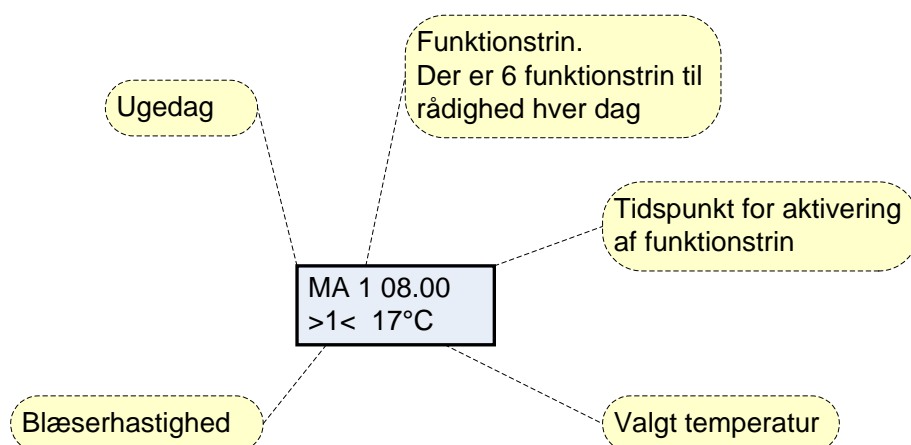 Funktionstrin.
Der er 6 funktionstrin til
rådighed hver dag
Ugedag
Tidspunkt for aktivering
af funktionstrin
MA 1 08.00
>1<  17°C
Blæserhastighed
Valgt temperatur